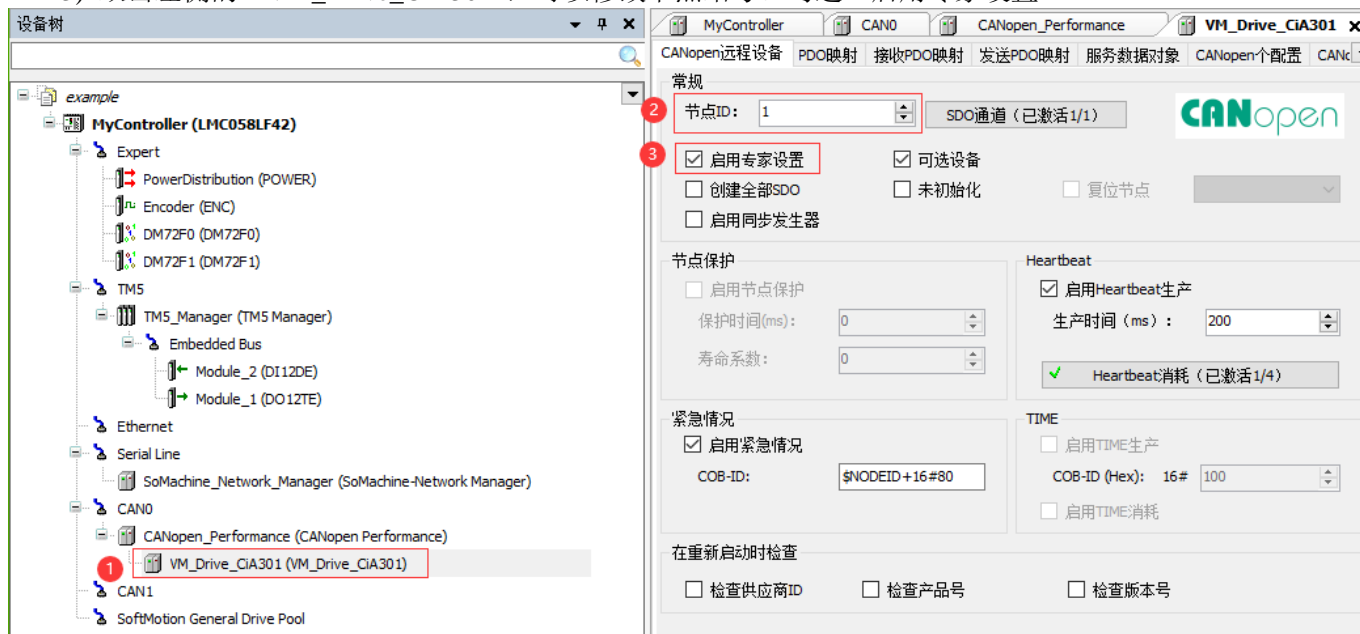 设备树
example
MyController (LMC058LF42)
Expert
PowerDistribution (POWER)
Encoder (ENC)
DM72F0 (DM72F0)
DM72F1 (DM72F1)
TM5
TM5_Manager (TM5 Manager)
Embedded Bus
Module_2 (DI12DE)
Module_1 (DO12TE)
Ethernet
Serial Line
SoMachine_Network_Manager (SoMachine-Network Manager)
CAN0
CANopen_Performance (CANopen Performance)
1 VM_Drive_CiA301 (VM_Drive_CiA301)
CAN1
SoftMotion General Drive Pool
MyController CAN0 CANopen_Performance VM_Drive_CiA301
CANopen远程设备 PDO映射 接收PDO映射 发送PDO映射 服务数据对象 CANopen个配置 CANc
常规
2 节点ID: 1 SDO通道（已激活1/1） CANopen
3 启用专家设置 可选设备
创建全部SDO 未初始化 复位节点
启用同步发生器
节点保护 Heartbeat
启用节点保护 启用Heartbeat生产
保护时间(ms): 0 生产时间（ms）: 200
寿命系数: 0 Heartbeat消耗（已激活1/4）
紧急情况 TIME
启用紧急情况 启用TIME生产
COB-ID: $NODEID+16#80 COB-ID (Hex): 16# 100
启用TIME消耗
在重新启动时检查
检查供应商ID 检查产品号 检查版本号